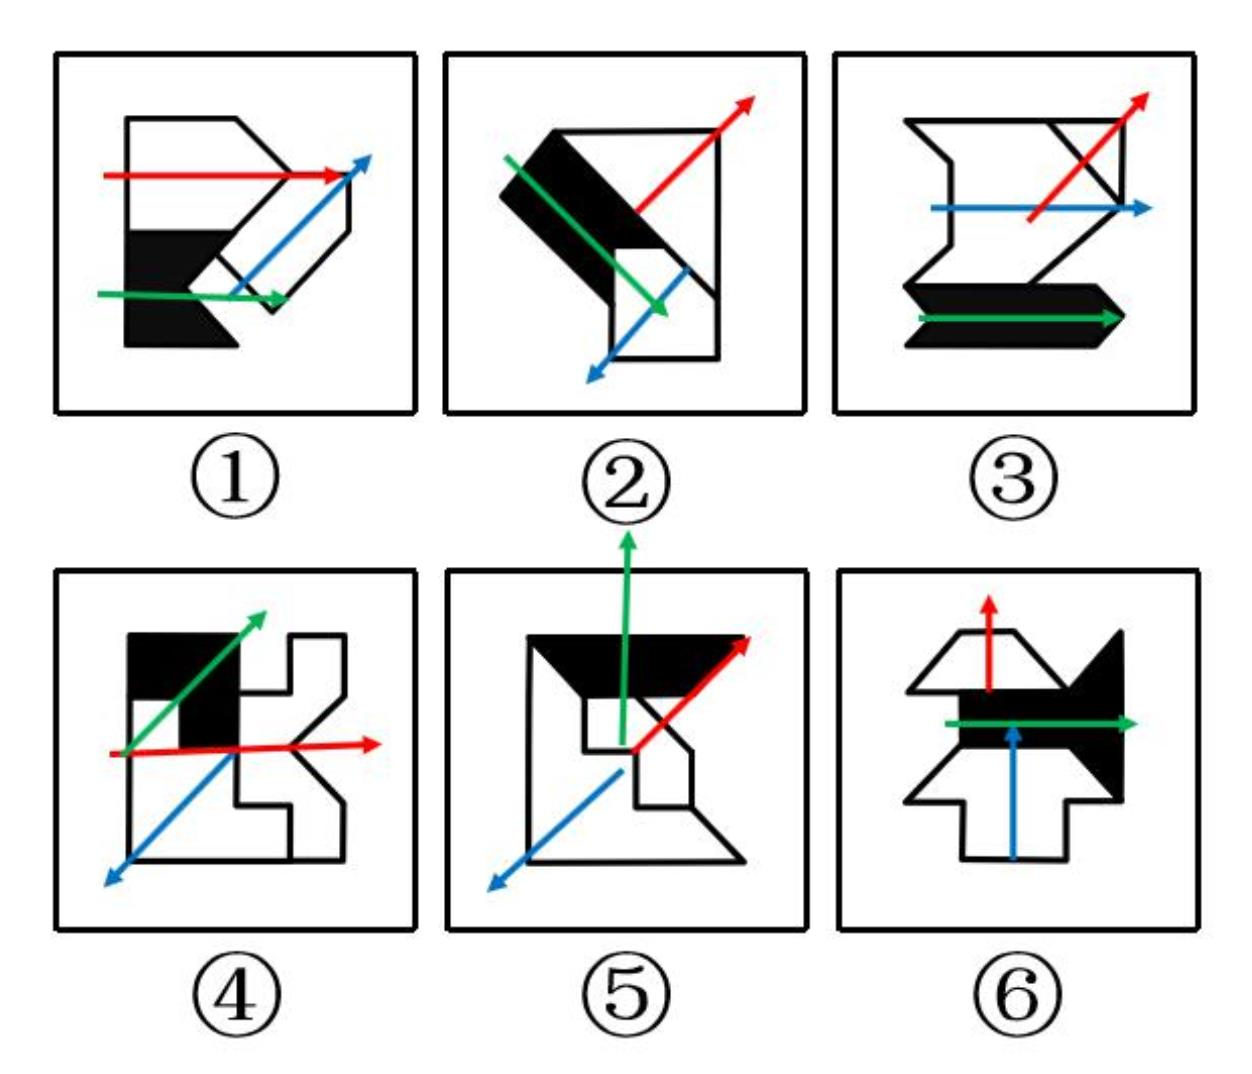 ① ② ③
④ ⑤ ⑥